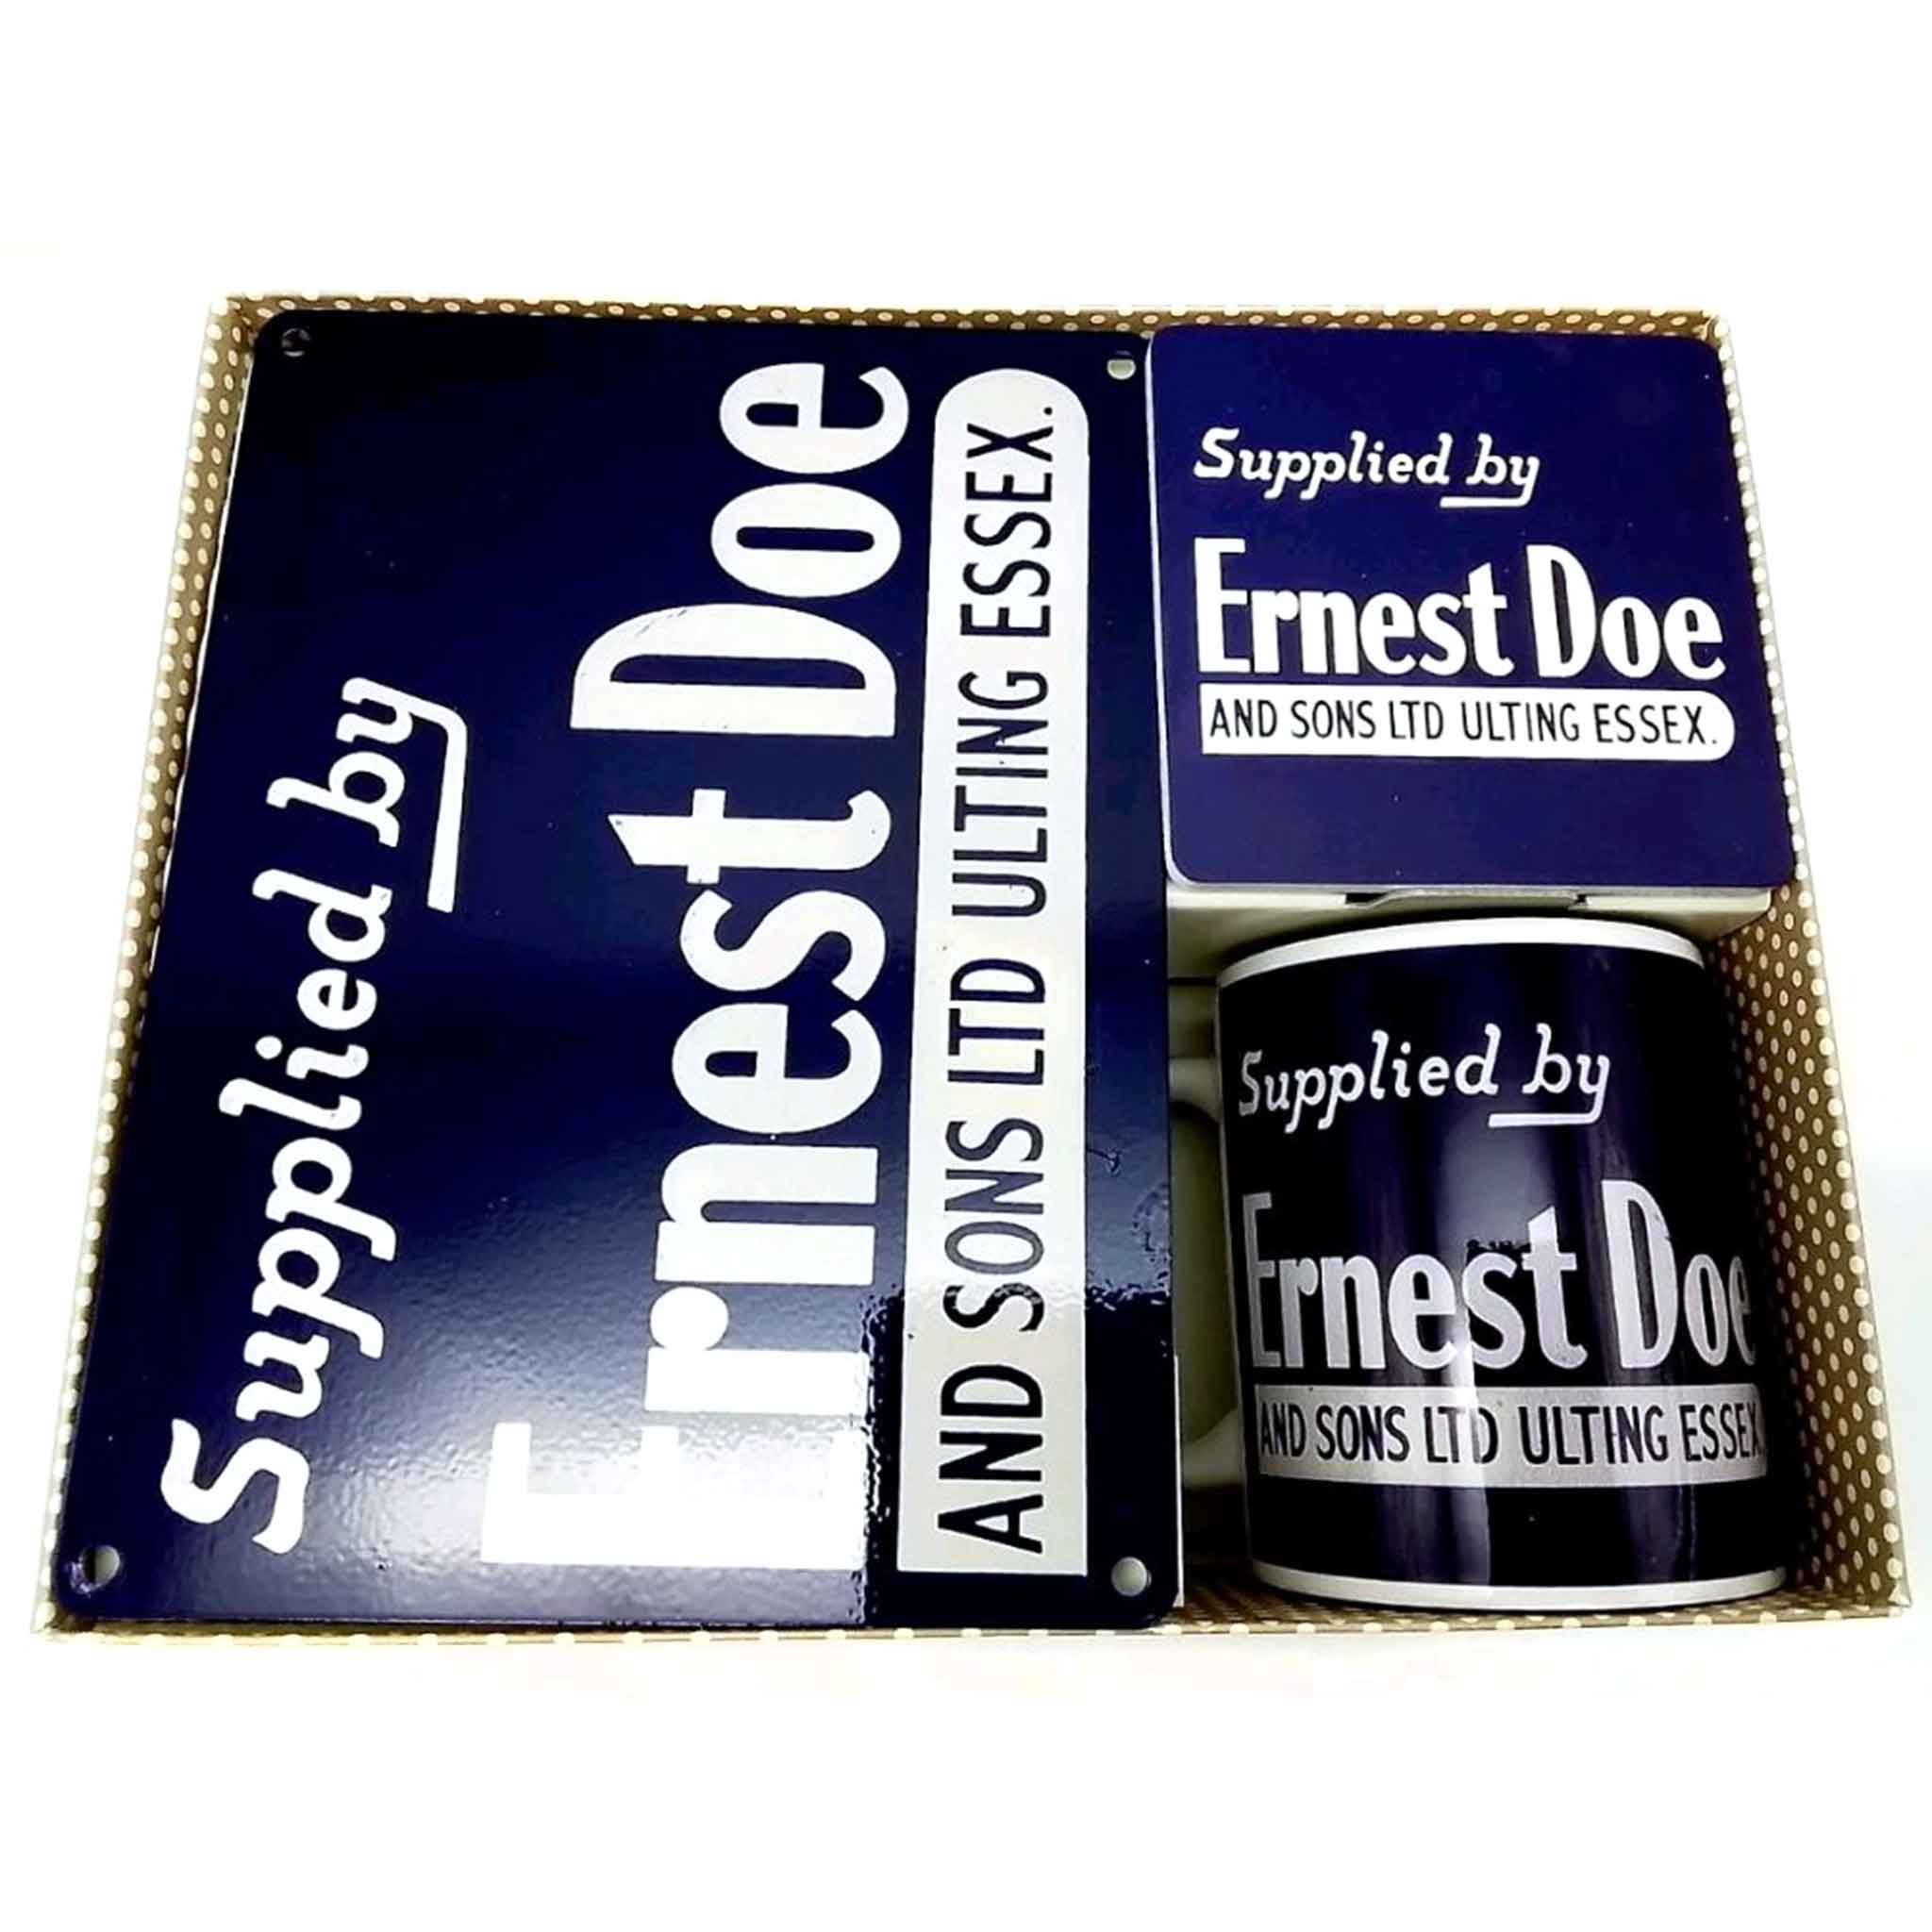 Supplied by
Ernest Doe
AND SONS LTD ULTING ESSEX.
Supplied by
Ernest Doe
AND SONS LTD ULTING ESSEX.
Supplied by
Ernest Doe
AND SONS LTD ULTING ESSEX